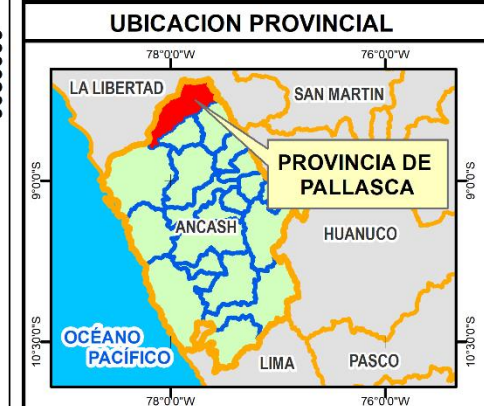 UBICACION PROVINCIAL
78°0'0"W
76°0'0"W
LA LIBERTAD
SAN MARTIN
PROVINCIA DE
PALLASCA
9°0'0"S
9°0'0"S
ANCASH
HUANUCO
OCÉANO
PACÍFICO
10°30'0"S
10°30'0"S
LIMA
PASCO
78°0'0"W
76°0'0"W